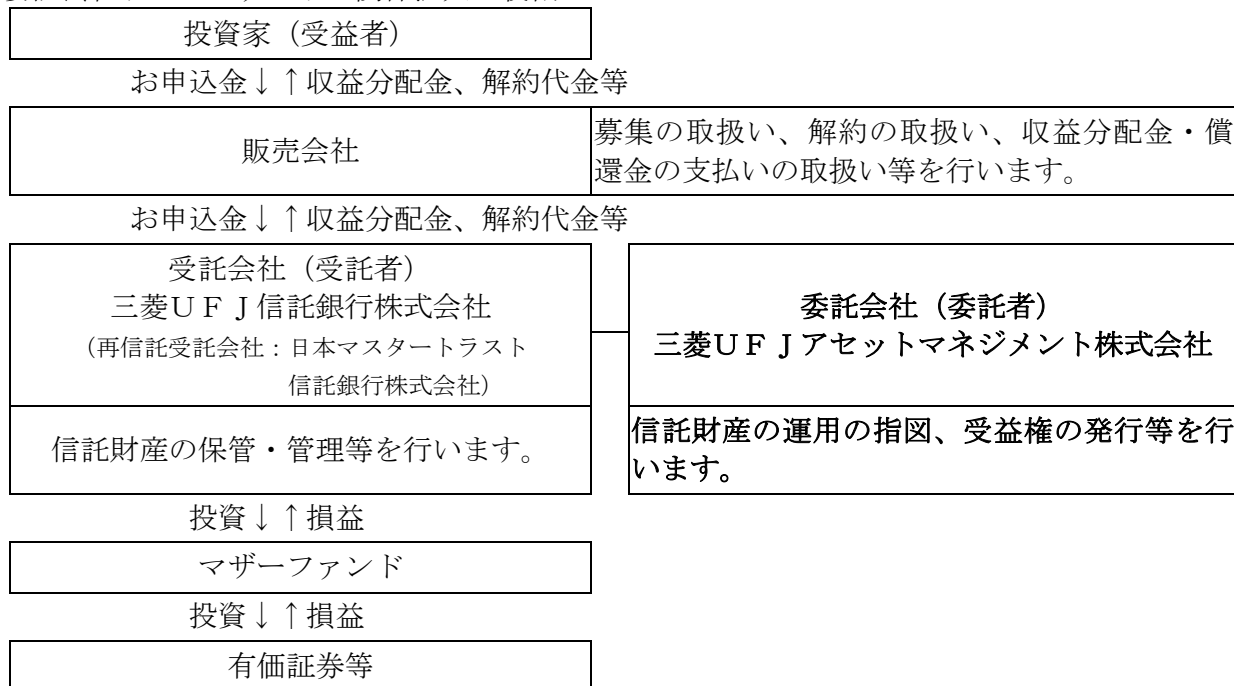 投資家（受益者）
お申込金↓↑収益分配金、解約代金等
販売会社
募集の取扱い、解約の取扱い、収益分配金・償
還金の支払いの取扱い等を行います。
お申込金↓↑収益分配金、解約代金等
受託会社（受託者）
三菱ＵＦＪ信託銀行株式会社
（再信託受託会社：日本マスタートラスト
信託銀行株式会社）
信託財産の保管・管理等を行います。
委託会社（委託者）
三菱ＵＦＪアセットマネジメント株式会社
信託財産の運用の指図、受益権の発行等を行
います。
投資↓↑損益
マザーファンド
投資↓↑損益
有価証券等